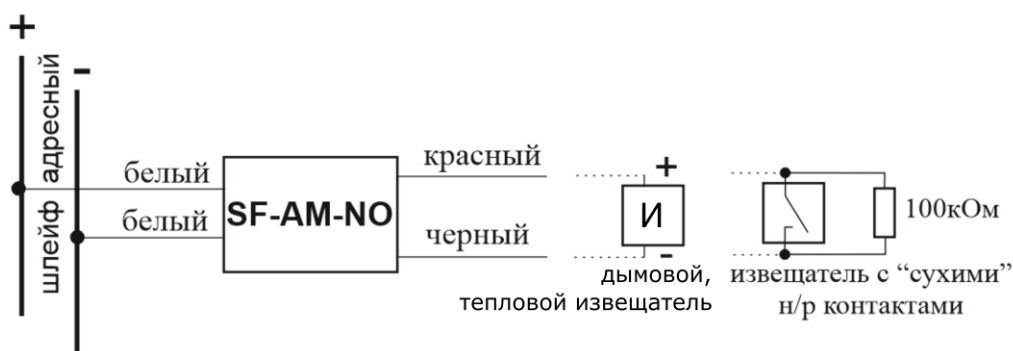 +
-
шлейф адресный
белый
белый
SF-AM-NO
красный
черный
+
И
-
дымовой,
тепловой извещатель
100кОм
извещатель с “сухими”
н/р контактами